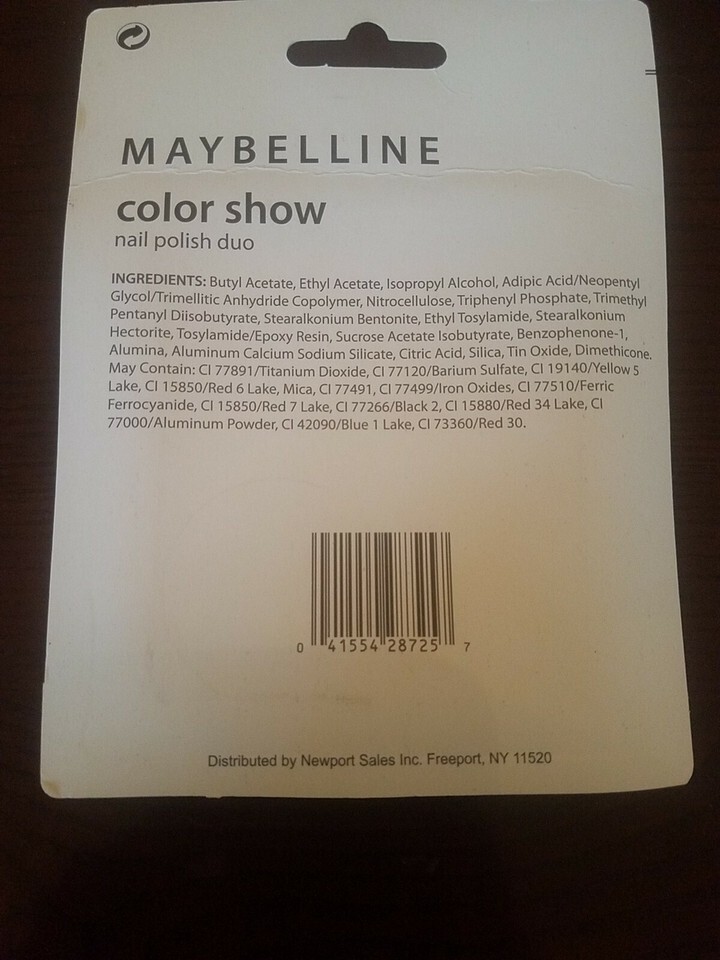 MAYBELLINE
color show
nail polish duo
INGREDIENTS: Butyl Acetate, Ethyl Acetate, Isopropyl Alcohol, Adipic Acid/Neopentyl
Glycol/Trimellitic Anhydride Copolymer, Nitrocellulose, Triphenyl Phosphate, Trimethyl
Pentanyl Diisobutyrate, Stearalkonium Bentonite, Ethyl Tosylamide, Stearalkonium
Hectorite, Tosylamide/Epoxy Resin, Sucrose Acetate Isobutyrate, Benzophenone-1,
Alumina, Aluminum Calcium Sodium Silicate, Citric Acid, Silica, Tin Oxide, Dimethicone.
May Contain: CI 77891/Titanium Dioxide, CI 77120/Barium Sulfate, CI 19140/Yellow 5
Lake, CI 15850/Red 6 Lake, Mica, CI 77491, CI 77499/Iron Oxides, CI 77510/Ferric
Ferrocyanide, CI 15850/Red 7 Lake, CI 77266/Black 2, CI 15880/Red 34 Lake, CI
77000/Aluminum Powder, CI 42090/Blue 1 Lake, CI 73360/Red 30.
0 41554 28725 7
Distributed by Newport Sales Inc. Freeport, NY 11520